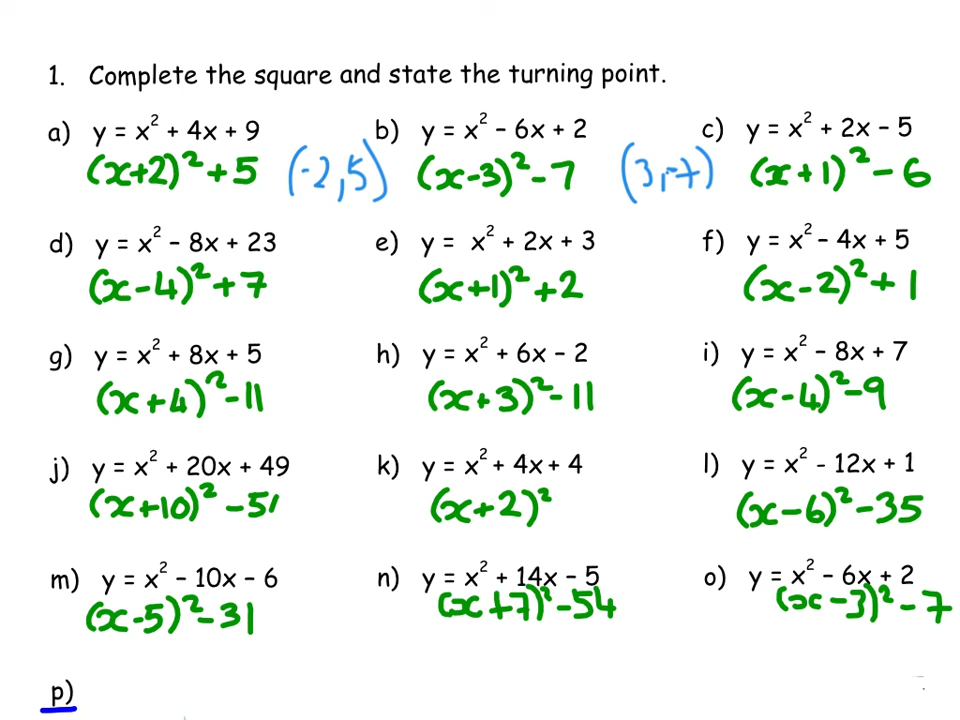 1. Complete the square and state the turning point.
a) y = x² + 4x + 9 b) y = x² – 6x + 2 c) y = x² + 2x – 5
(x+2)² +5 (-2,5) (x-3)² -7 (3,-7) (x+1)² -6
d) y = x² – 8x + 23 e) y = x² + 2x + 3 f) y = x² – 4x + 5
(x-4)² +7 (x+1)² +2 (x-2)² + 1
g) y = x² + 8x + 5 h) y = x² + 6x – 2 i) y = x² – 8x + 7
(x+4)² -11 (x+3)² -11 (x-4)² -9
j) y = x² + 20x + 49 k) y = x² + 4x + 4 l) y = x² - 12x + 1
(x+10)² -51 (x+2)² (x-6)² -35
m) y = x² – 10x – 6 n) y = x² + 14x – 5 o) y = x² – 6x + 2
(x-5)² -31 (x+7)² -54 (x-3)² -7
p)